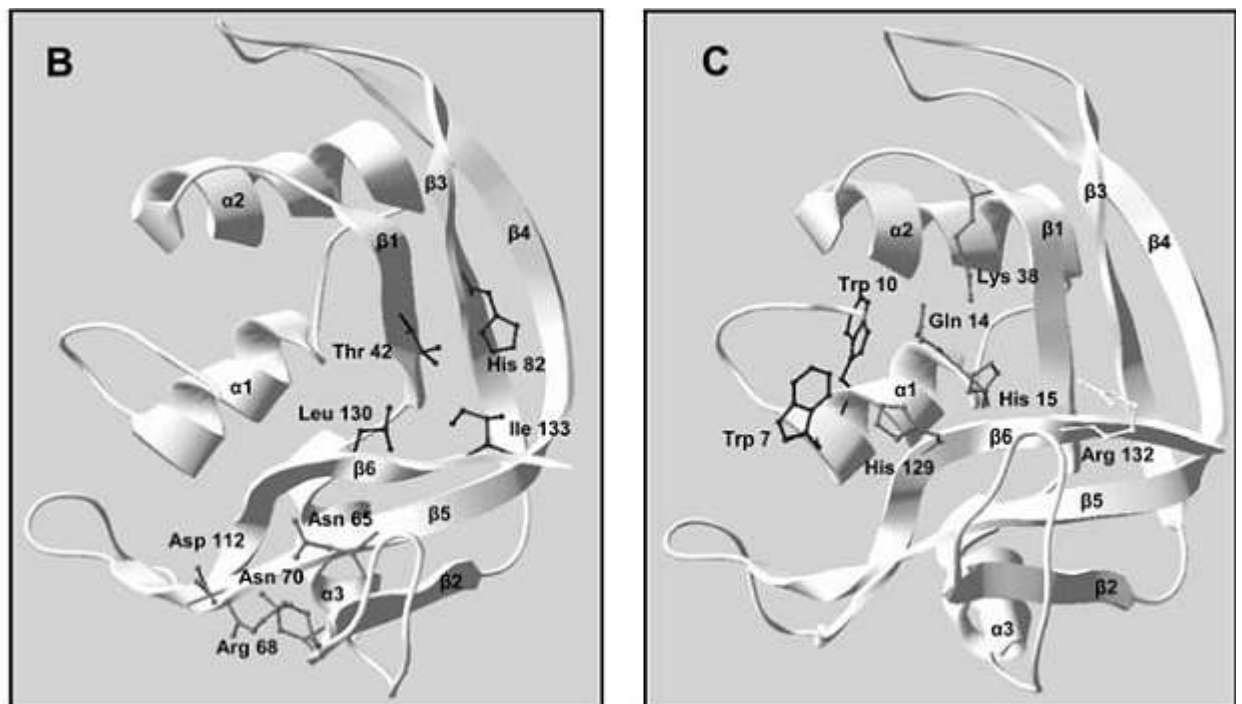 B
β3
α2
β4
β1
Thr 42
His 82
α1
Leu 130
Ile 133
β6
Asn 65
β5
Asp 112
Asn 70
α3
β2
Arg 68
C
β3
α2
β1
β4
Lys 38
Trp 10
Gln 14
α1
His 15
Trp 7
β6
His 129
Arg 132
β5
β2
α3